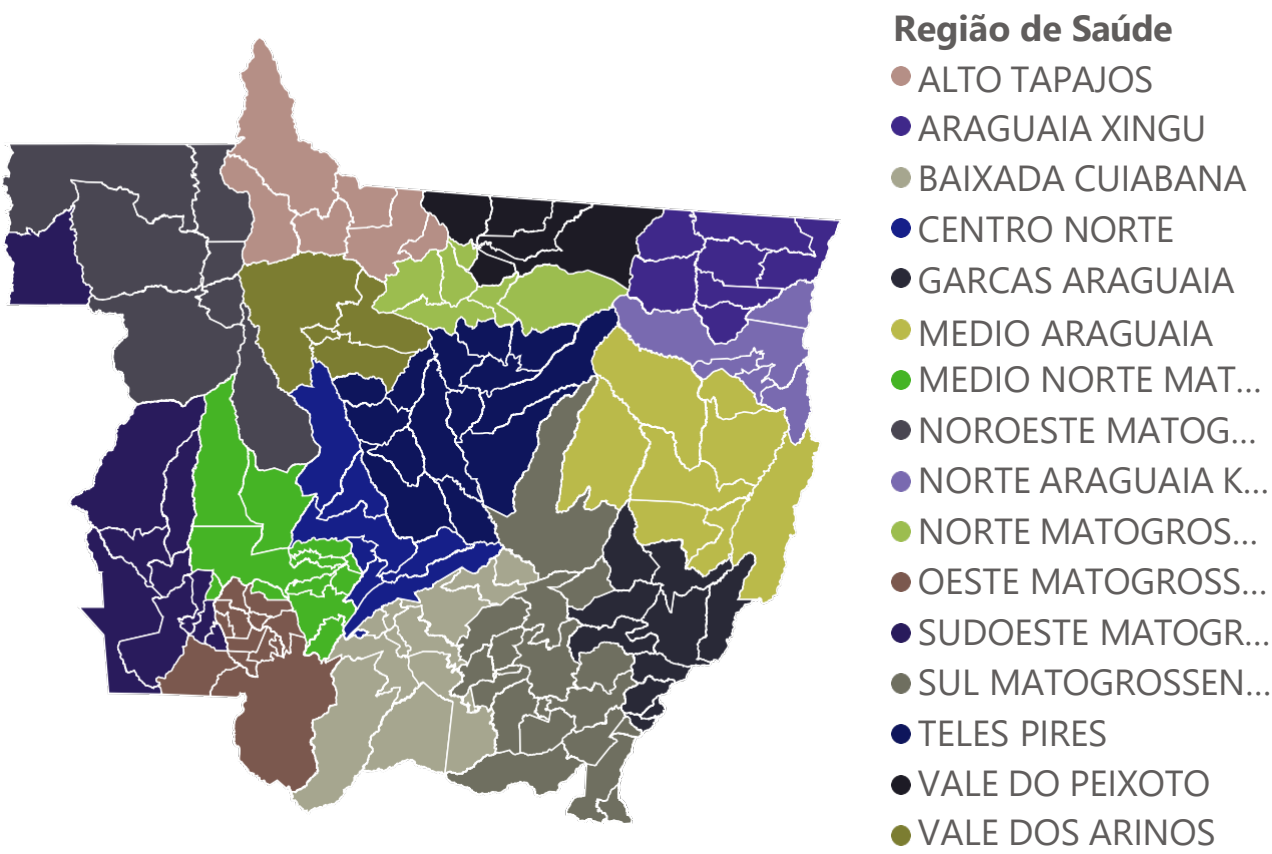 Região de Saúde
ALTO TAPAJOS
ARAGUAIA XINGU
BAIXADA CUIABANA
CENTRO NORTE
GARCAS ARAGUAIA
MEDIO ARAGUAIA
MEDIO NORTE MAT...
NOROESTE MATOG...
NORTE ARAGUAIA K...
NORTE MATOGROS...
OESTE MATOGROSS...
SUDOESTE MATOGR...
SUL MATOGROSSEN...
TELES PIRES
VALE DO PEIXOTO
VALE DOS ARINOS